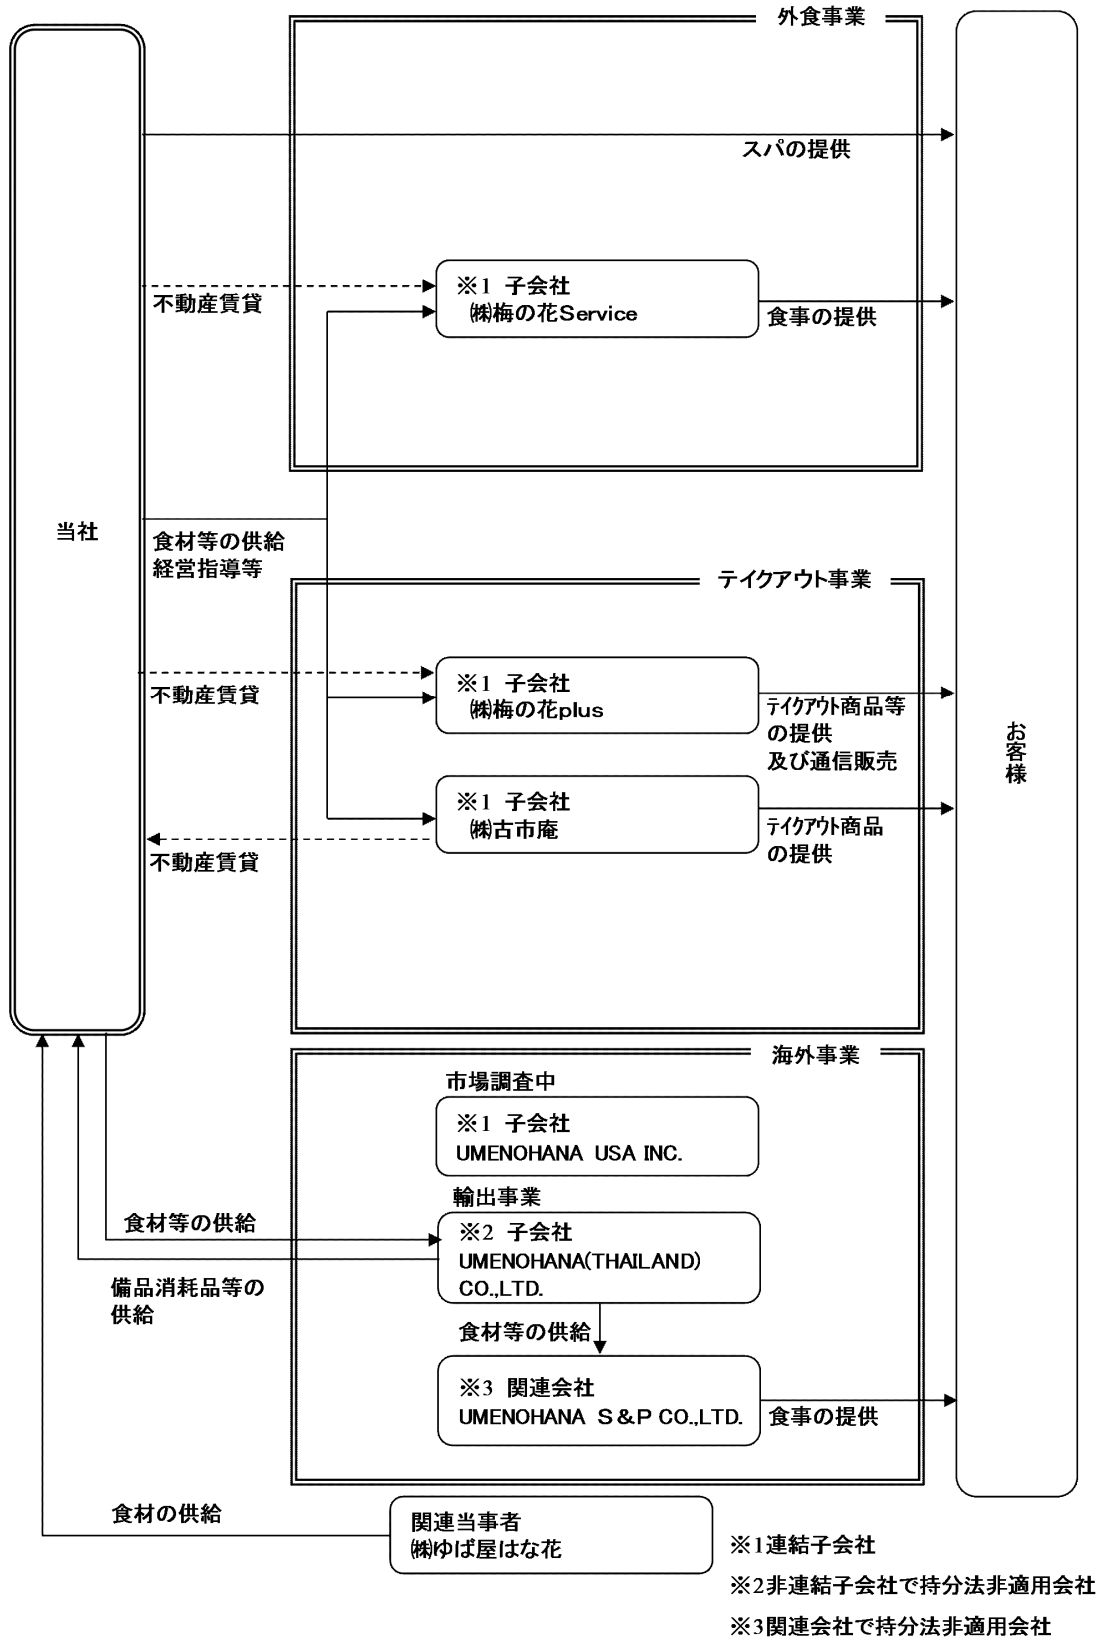 外食事業
スパの提供
不動産賃貸
※1 子会社
㈱梅の花Service
食事の提供
当社
食材等の供給
経営指導等
テイクアウト事業
不動産賃貸
※1 子会社
㈱梅の花plus
ﾃｲｸｱｳﾄ商品等
の提供
及び通信販売
お客様
※1 子会社
㈱古市庵
ﾃｲｸｱｳﾄ商品
の提供
不動産賃貸
海外事業
市場調査中
※1 子会社
UMENOHANA USA INC.
輸出事業
食材等の供給
※2 子会社
UMENOHANA(THAILAND)
CO.,LTD.
備品消耗品等の
供給
食材等の供給
※3 関連会社
UMENOHANA S&P CO.,LTD.
食事の提供
食材の供給
関連当事者
㈱ゆば屋はな花
※1連結子会社
※2非連結子会社で持分法非適用会社
※3関連会社で持分法非適用会社